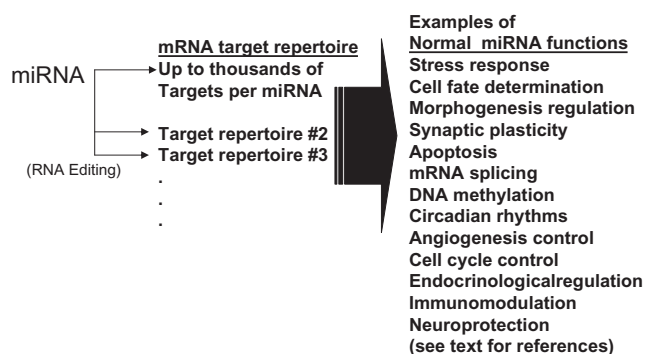 miRNA
(RNA Editing)
mRNA target repertoire
Up to thousands of
Targets per miRNA
Target repertoire #2
Target repertoire #3
.
.
.
Examples of
Normal miRNA functions
Stress response
Cell fate determination
Morphogenesis regulation
Synaptic plasticity
Apoptosis
mRNA splicing
DNA methylation
Circadian rhythms
Angiogenesis control
Cell cycle control
Endocrinologicalregulation
Immunomodulation
Neuroprotection
(see text for references)